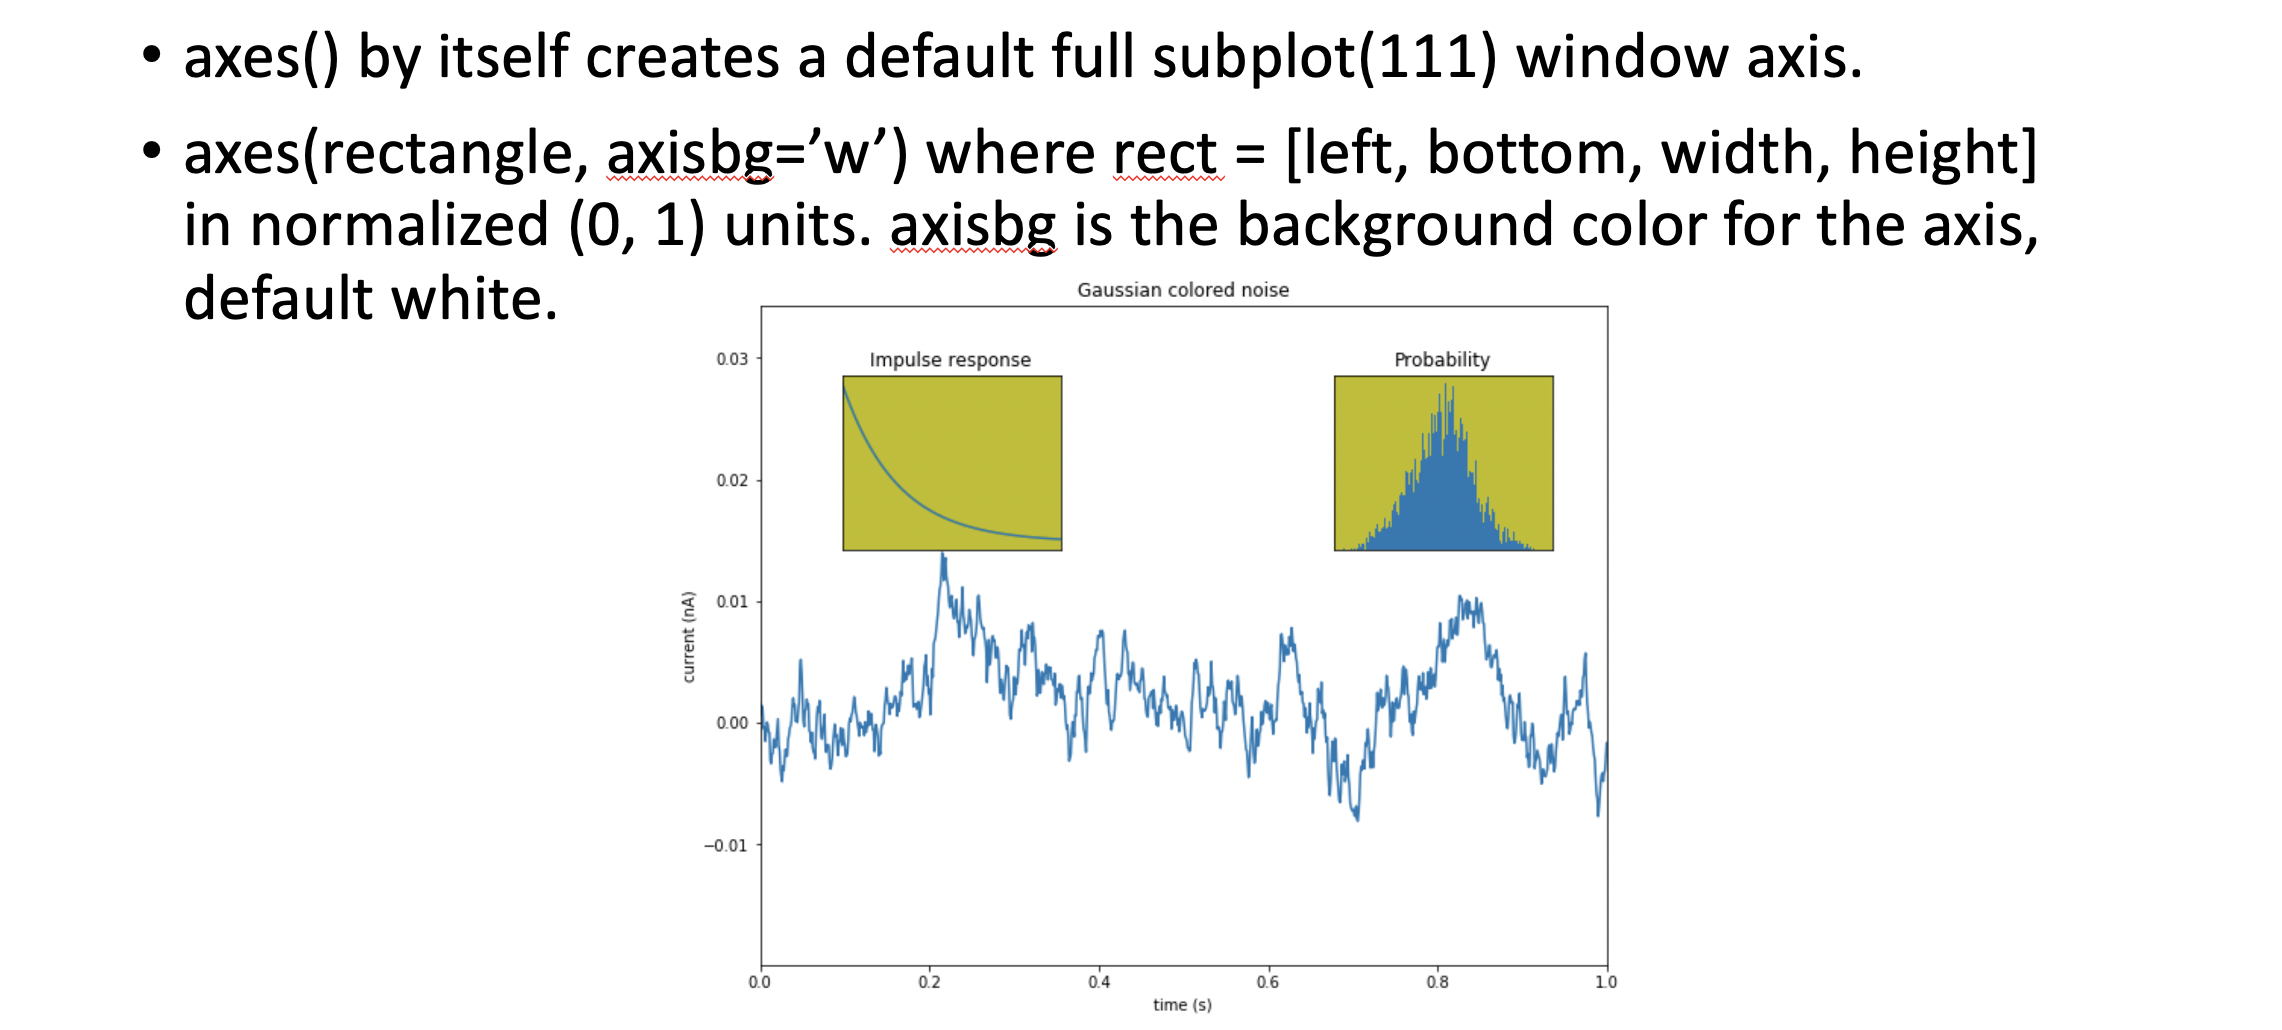 • axes() by itself creates a default full subplot(111) window axis.
• axes(rectangle, axisbg=’w’) where rect = [left, bottom, width, height]
in normalized (0, 1) units. axisbg is the background color for the axis,
default white.
Gaussian colored noise
Impulse response
Probability
0.03
0.02
0.01
0.00
−0.01
current (nA)
0.0 0.2 0.4 0.6 0.8 1.0
time (s)